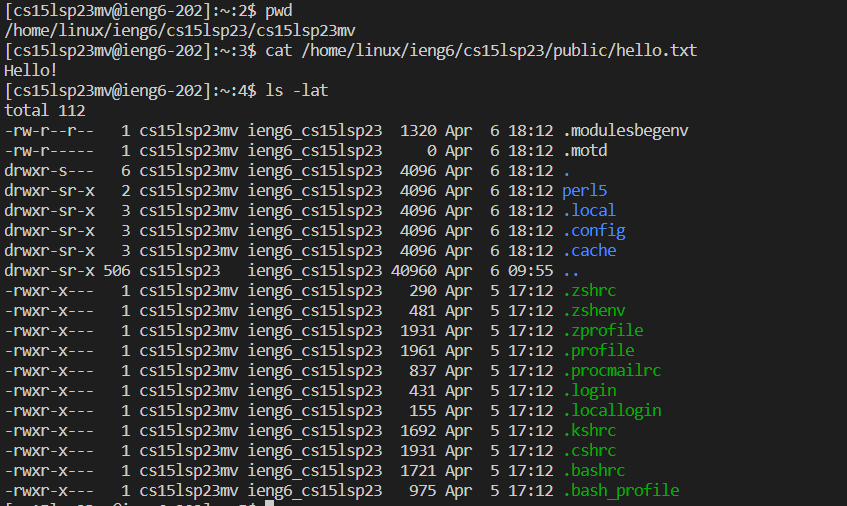 [cs15lsp23mv@ieng6-202]:~:2$ pwd
/home/linux/ieng6/cs15lsp23/cs15lsp23mv
[cs15lsp23mv@ieng6-202]:~:3$ cat /home/linux/ieng6/cs15lsp23/public/hello.txt
Hello!
[cs15lsp23mv@ieng6-202]:~:4$ ls -lat
total 112
-rw-r--r--   1 cs15lsp23mv ieng6_cs15lsp23  1320 Apr  6 18:12 .modulesbegenv
-rw-r-----   1 cs15lsp23mv ieng6_cs15lsp23     0 Apr  6 18:12 .motd
drwxr-s---   6 cs15lsp23mv ieng6_cs15lsp23  4096 Apr  6 18:12 .
drwxr-sr-x   2 cs15lsp23mv ieng6_cs15lsp23  4096 Apr  6 18:12 perl5
drwxr-sr-x   3 cs15lsp23mv ieng6_cs15lsp23  4096 Apr  6 18:12 .local
drwxr-sr-x   3 cs15lsp23mv ieng6_cs15lsp23  4096 Apr  6 18:12 .config
drwxr-sr-x   3 cs15lsp23mv ieng6_cs15lsp23  4096 Apr  6 18:12 .cache
drwxr-sr-x 506 cs15lsp23   ieng6_cs15lsp23 40960 Apr  6 09:55 ..
-rwxr-x---   1 cs15lsp23mv ieng6_cs15lsp23   290 Apr  5 17:12 .zshrc
-rwxr-x---   1 cs15lsp23mv ieng6_cs15lsp23   481 Apr  5 17:12 .zshenv
-rwxr-x---   1 cs15lsp23mv ieng6_cs15lsp23  1931 Apr  5 17:12 .zprofile
-rwxr-x---   1 cs15lsp23mv ieng6_cs15lsp23  1961 Apr  5 17:12 .profile
-rwxr-x---   1 cs15lsp23mv ieng6_cs15lsp23   837 Apr  5 17:12 .procmailrc
-rwxr-x---   1 cs15lsp23mv ieng6_cs15lsp23   431 Apr  5 17:12 .login
-rwxr-x---   1 cs15lsp23mv ieng6_cs15lsp23   155 Apr  5 17:12 .locallogin
-rwxr-x---   1 cs15lsp23mv ieng6_cs15lsp23  1692 Apr  5 17:12 .kshrc
-rwxr-x---   1 cs15lsp23mv ieng6_cs15lsp23  1931 Apr  5 17:12 .cshrc
-rwxr-x---   1 cs15lsp23mv ieng6_cs15lsp23  1721 Apr  5 17:12 .bashrc
-rwxr-x---   1 cs15lsp23mv ieng6_cs15lsp23   975 Apr  5 17:12 .bash_profile